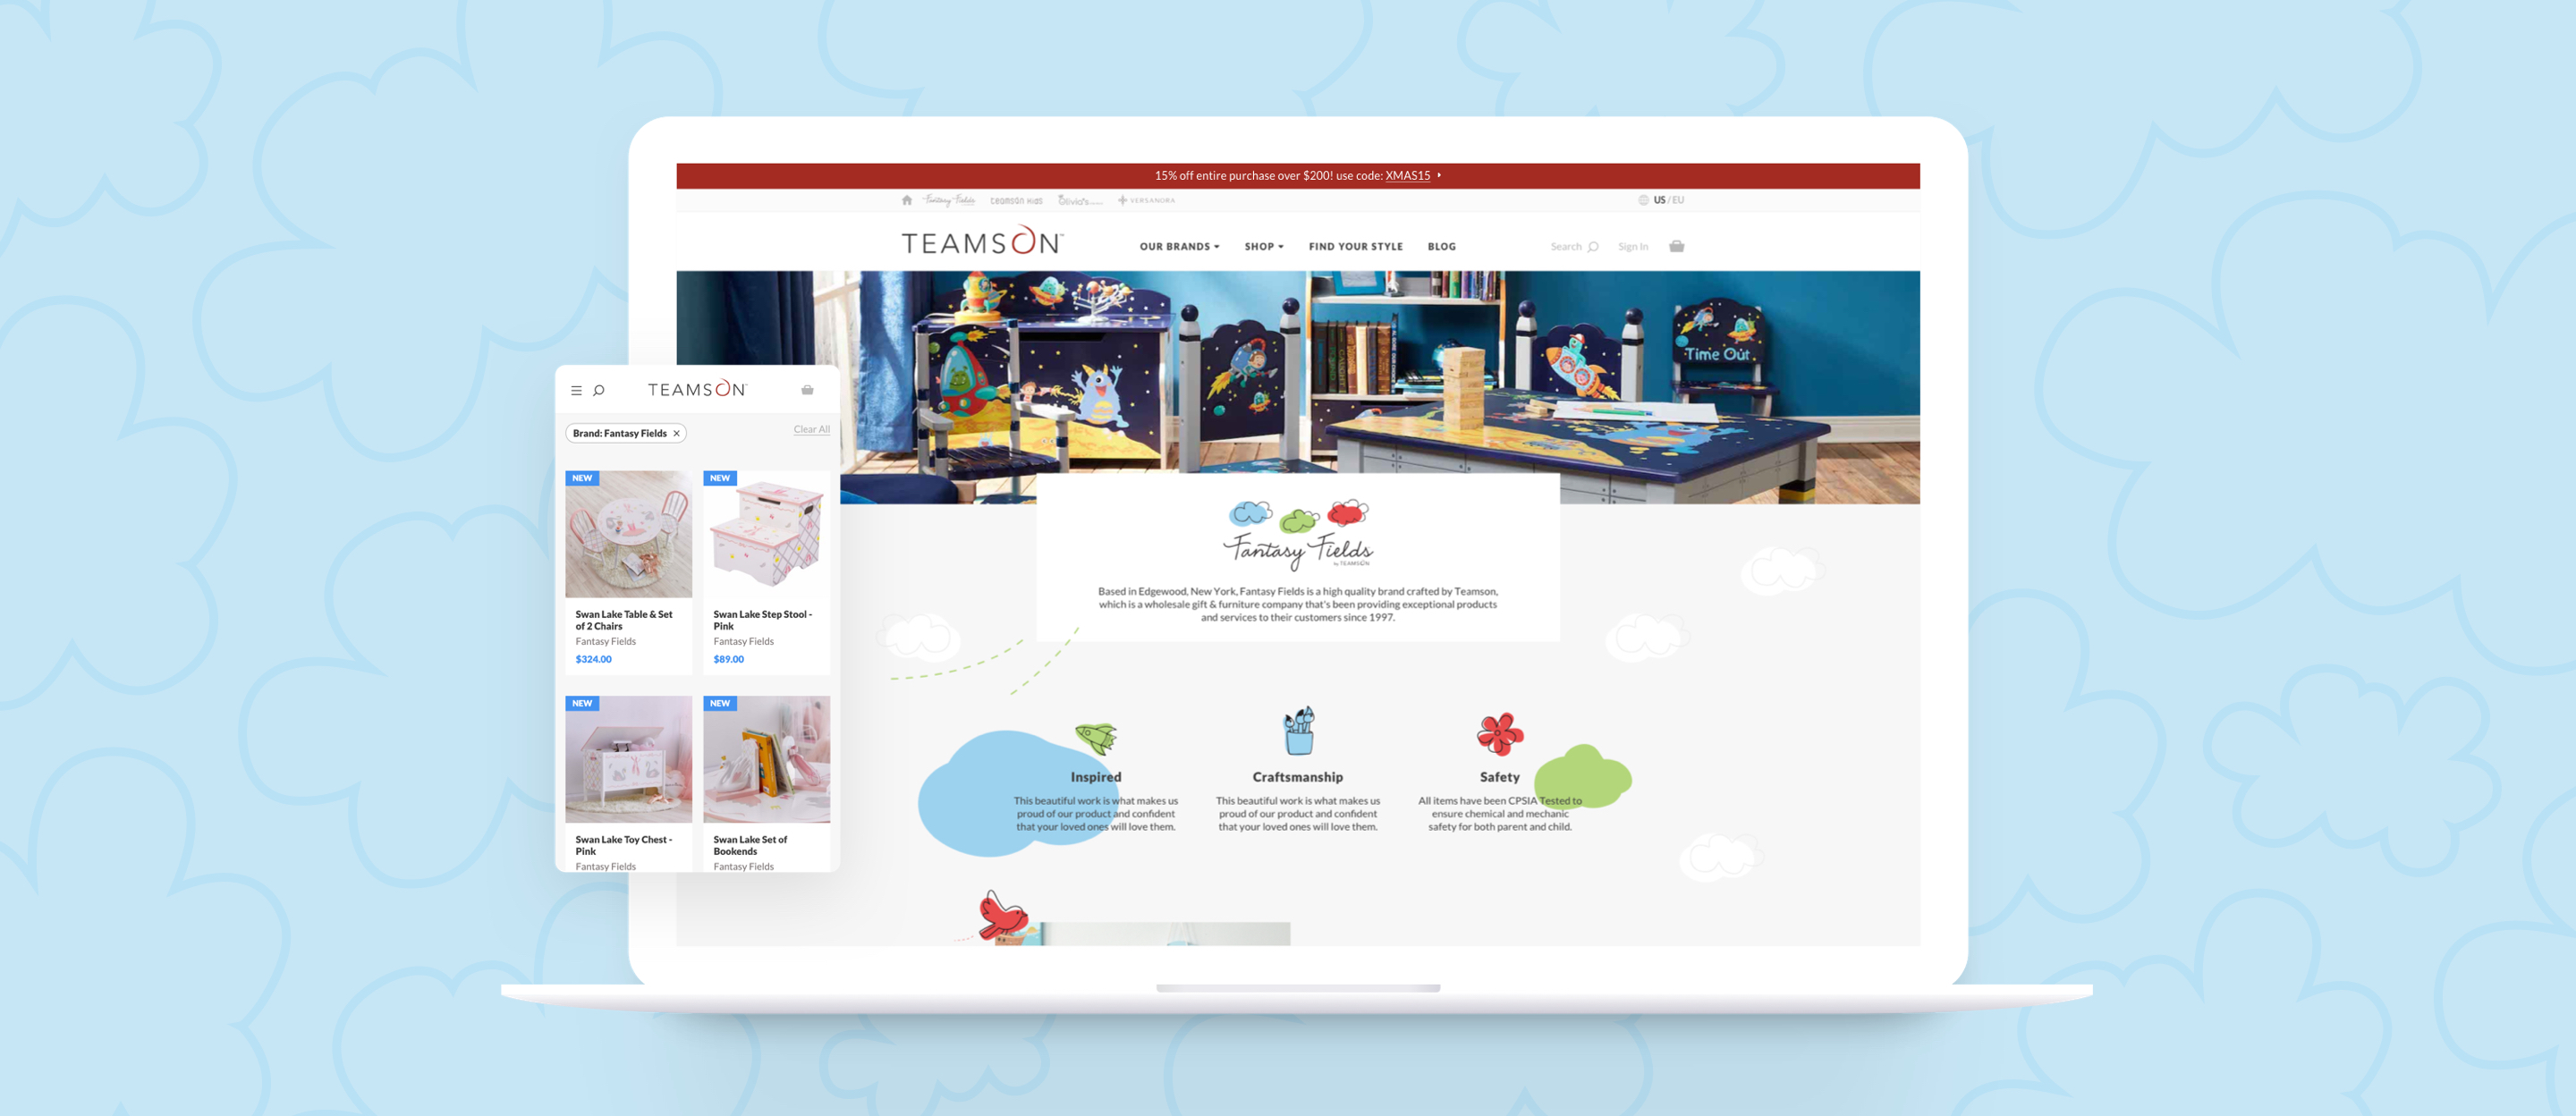 15% off entire purchase over $200! use code: XMAS15
Fantasy Fields
teamson kids
Olivia's
VERSANORA
US / EU
TEAMSON™
OUR BRANDS
SHOP
FIND YOUR STYLE
BLOG
Search
Sign In
Time Out
Fantasy Fields
by TEAMSON
Based in Edgewood, New York, Fantasy Fields is a high quality brand crafted by Teamson,
which is a wholesale gift & furniture company that's been providing exceptional products
and services to their customers since 1997.
Inspired
This beautiful work is what makes us
proud of our product and confident
that your loved ones will love them.
Craftsmanship
This beautiful work is what makes us
proud of our product and confident
that your loved ones will love them.
Safety
All items have been CPSIA Tested to
ensure chemical and mechanic
safety for both parent and child.
TEAMSON™
Brand: Fantasy Fields ×
Clear All
NEW
Swan Lake Table & Set
of 2 Chairs
Fantasy Fields
$324.00
NEW
Swan Lake Step Stool -
Pink
Fantasy Fields
$89.00
NEW
Swan Lake Toy Chest -
Pink
Fantasy Fields
NEW
Swan Lake Set of
Bookends
Fantasy Fields